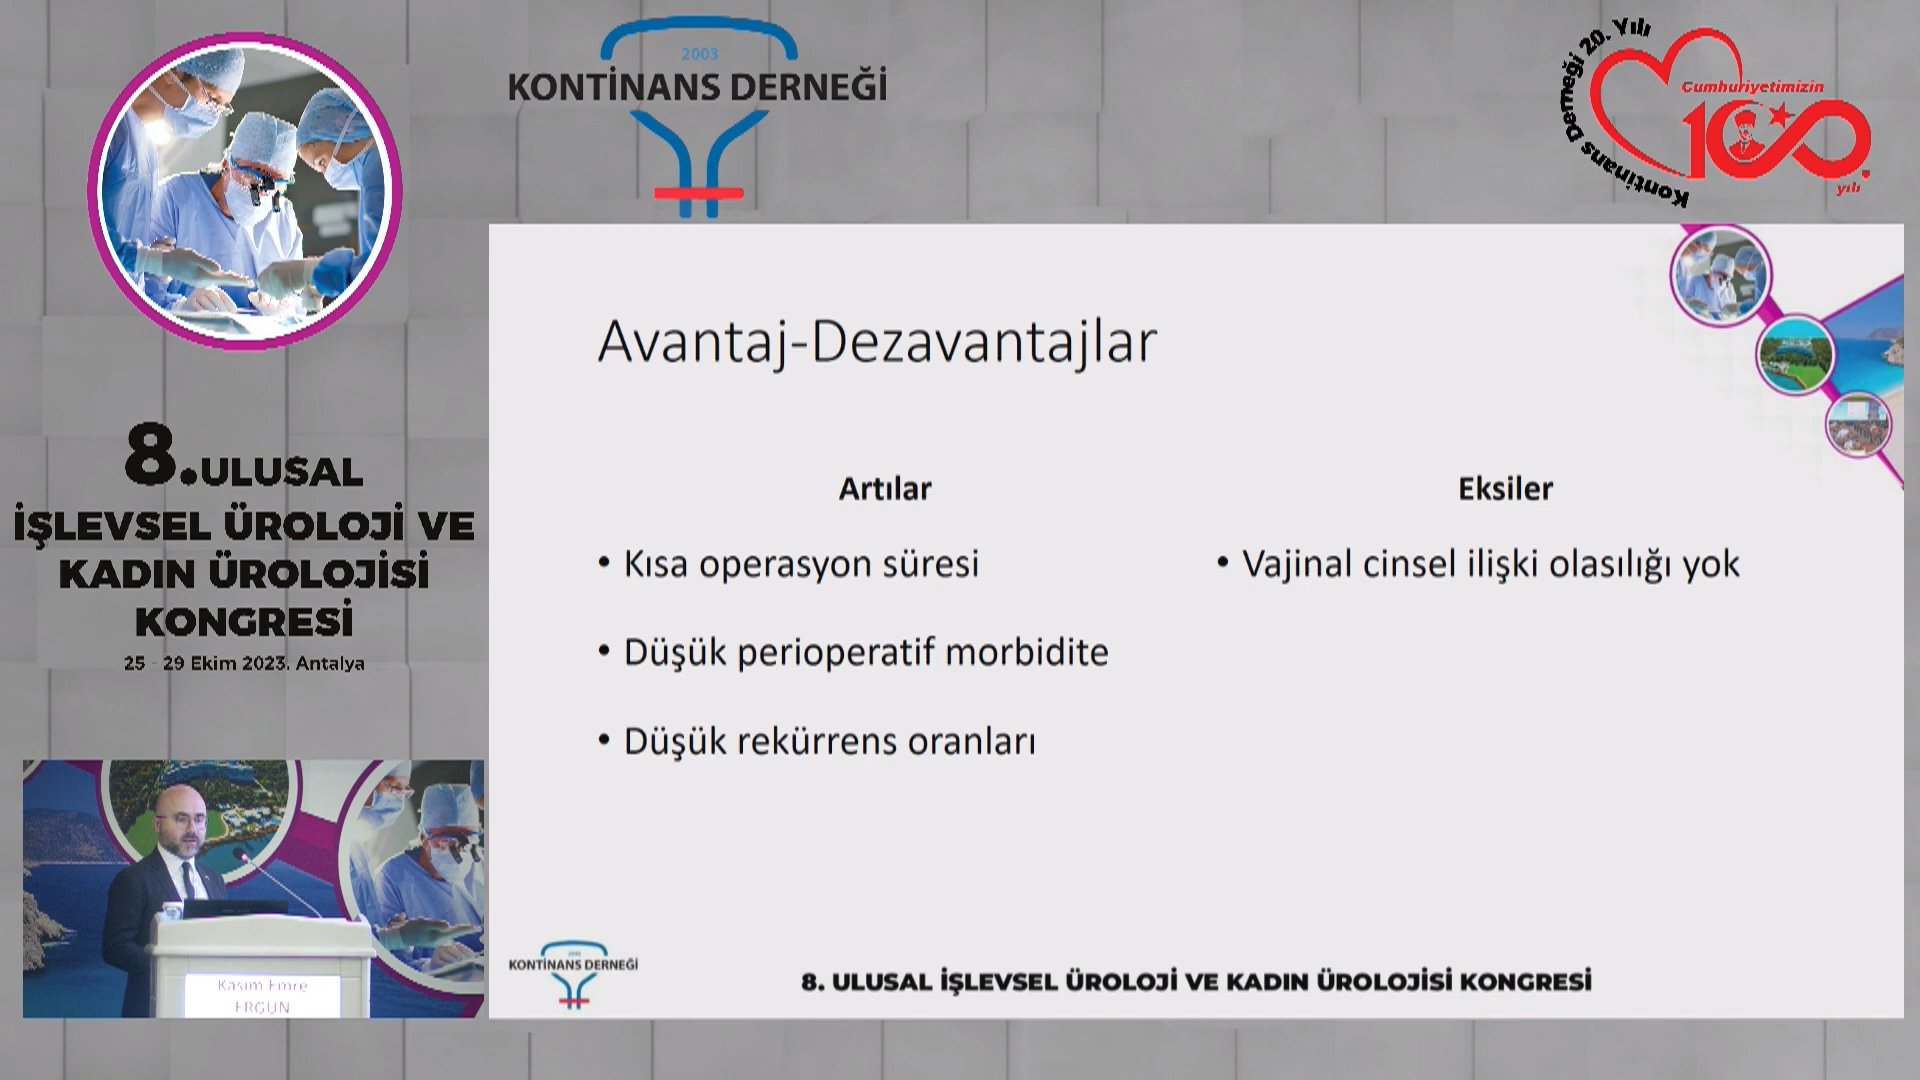 2003
KONTİNANS DERNEĞİ
Kontinans Derneği 20. Yılı
Cumhuriyetimizin
100.
yılı
8.ULUSAL
İŞLEVSEL ÜROLOJİ VE
KADIN ÜROLOJİSİ
KONGRESİ
25 - 29 Ekim 2023. Antalya
Avantaj-Dezavantajlar
Artılar
• Kısa operasyon süresi
• Düşük perioperatif morbidite
• Düşük rekürrens oranları
Eksiler
• Vajinal cinsel ilişki olasılığı yok
Kasım Emre
ERGÜN
KONTİNANS DERNEĞİ
8. ULUSAL İŞLEVSEL ÜROLOJİ VE KADIN ÜROLOJİSİ KONGRESİ